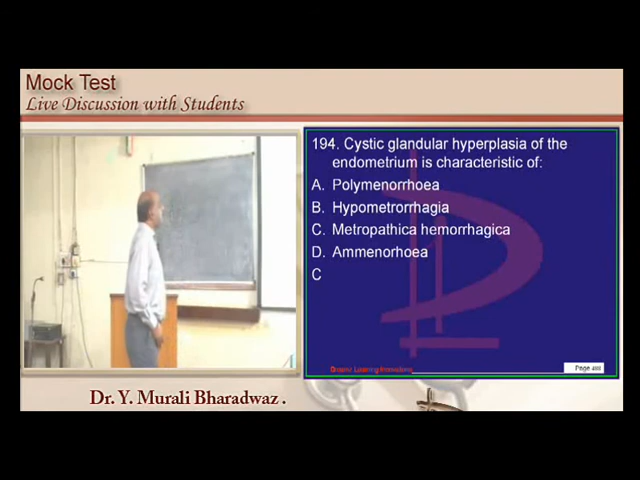 Mock Test
Live Discussion with Students
194. Cystic glandular hyperplasia of the
endometrium is characteristic of:
A. Polymenorrhoea
B. Hypometrorrhagia
C. Metropathica hemorrhagica
D. Ammenorhoea
C
Page
Dr. Y. Murali Bharadwaz .